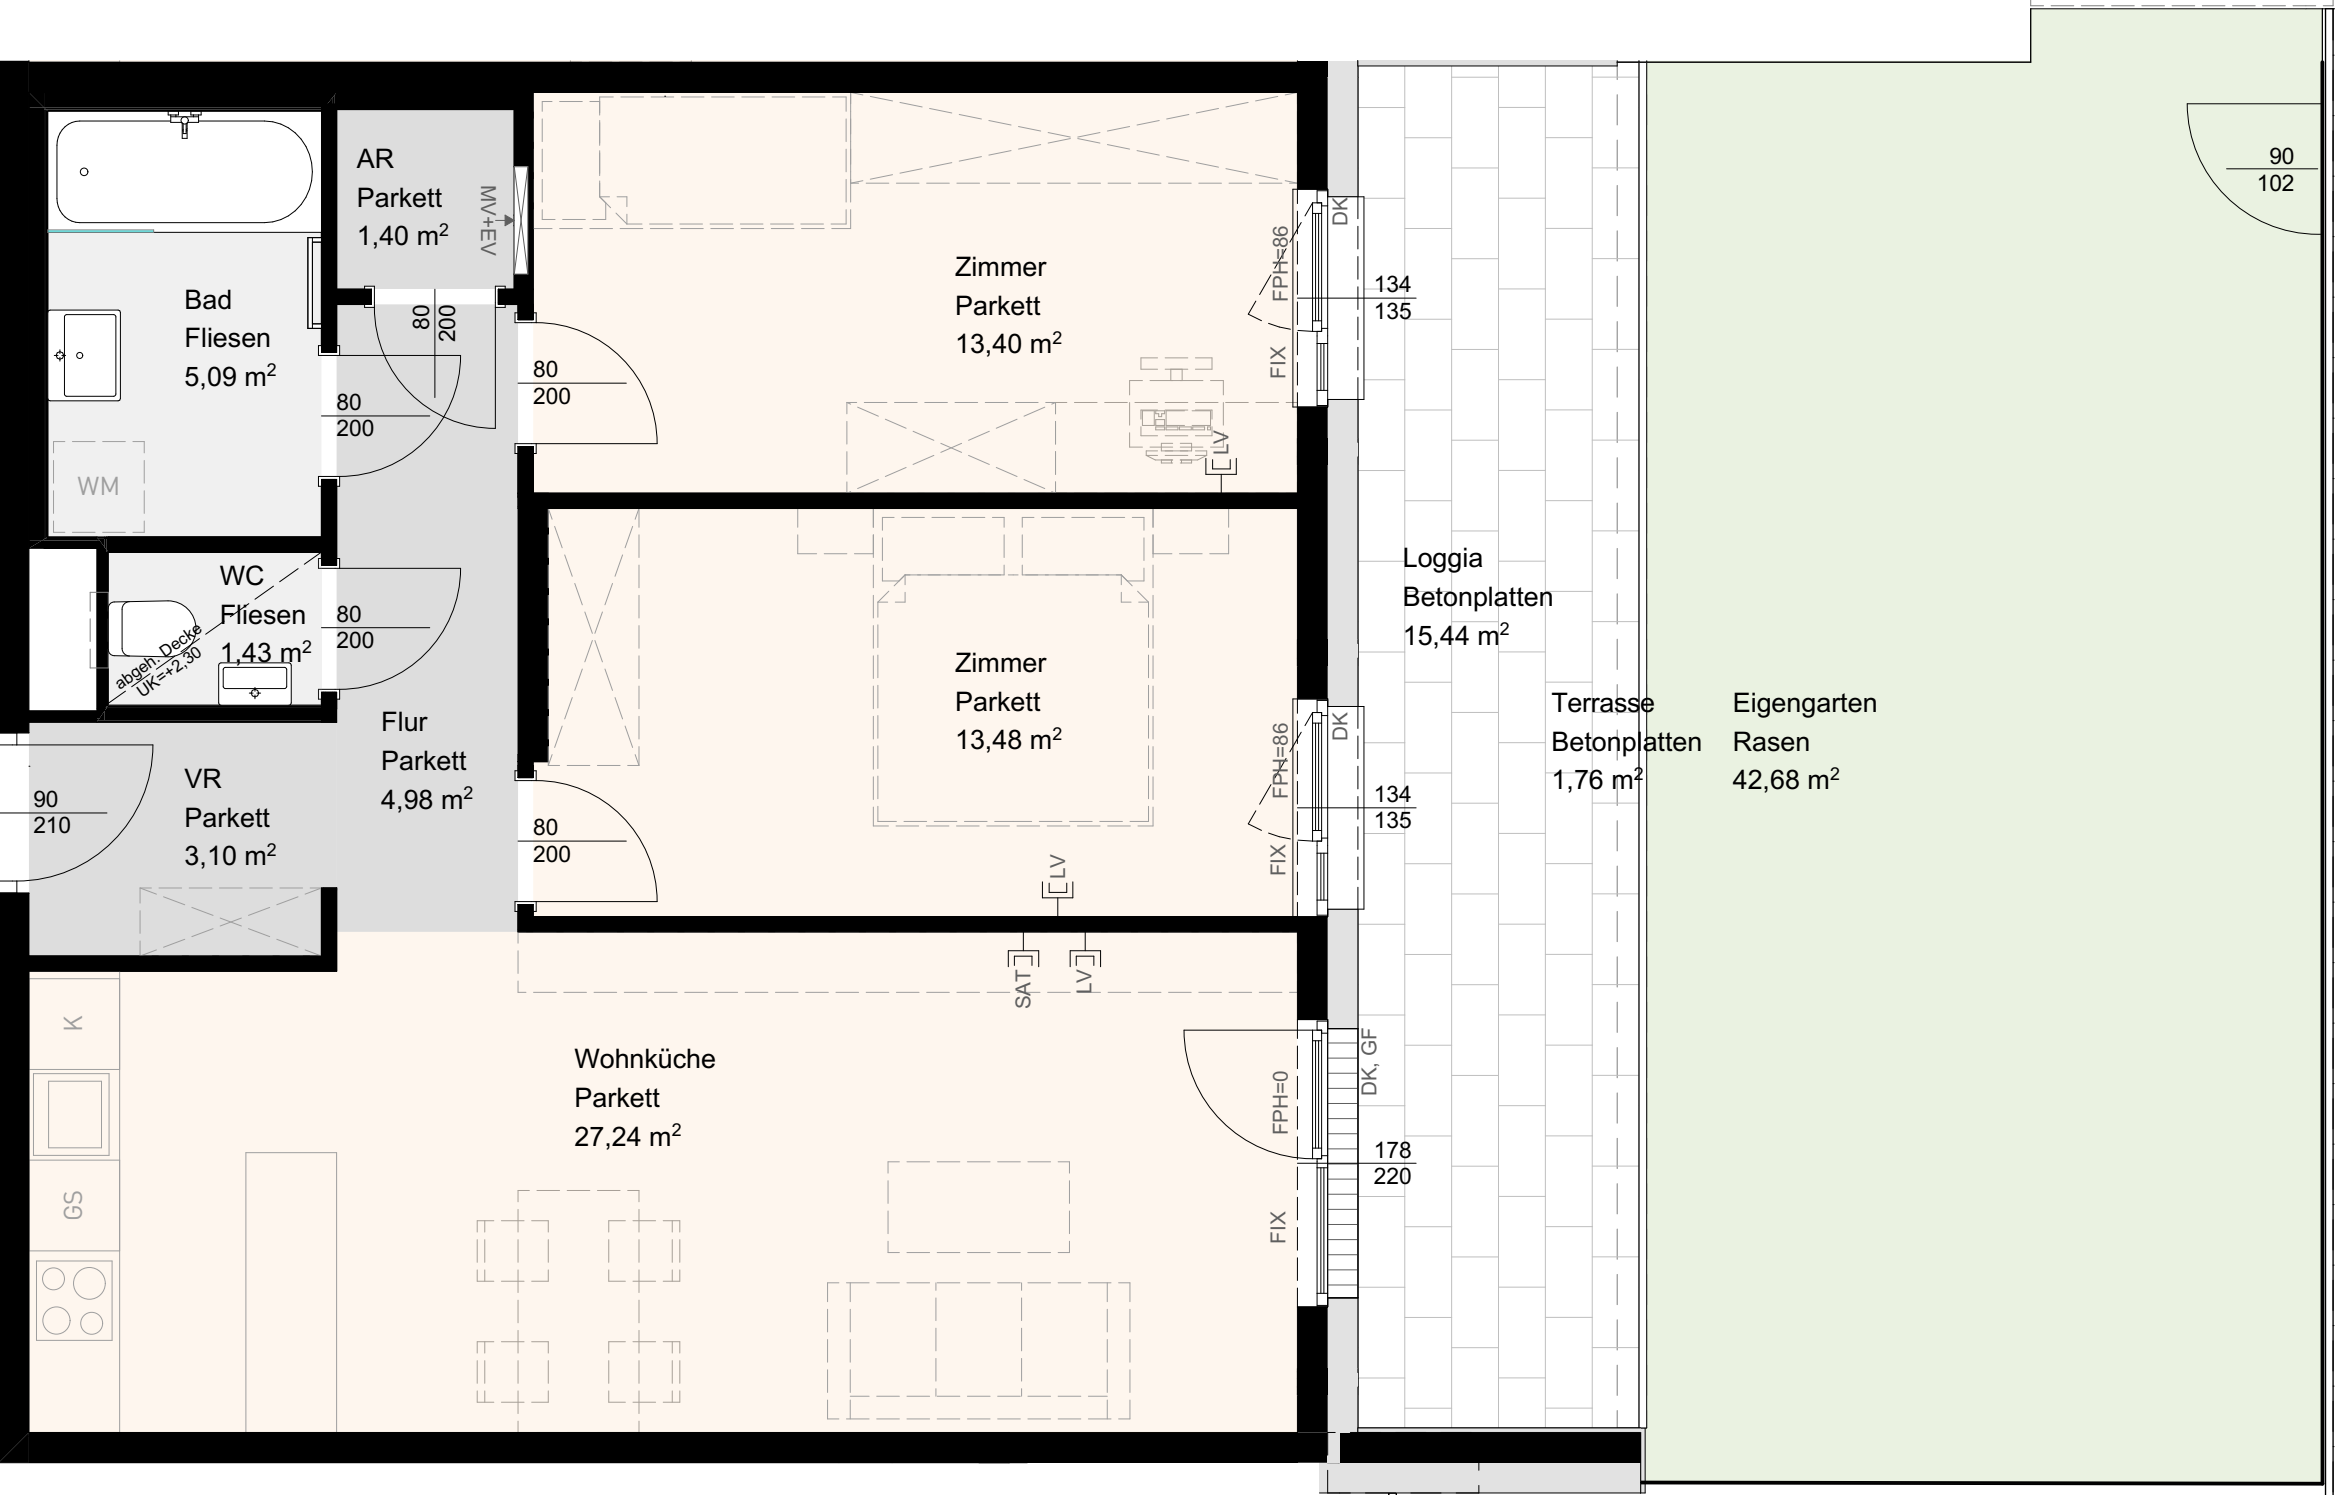 AR
Parkett
1,40 m²
MV+EV
Bad
Fliesen
5,09 m²
WM
80
200
80
200
80
200
Zimmer
Parkett
13,40 m²
LV
FPH=86
FIX
DK
134
135
90
102
WC
Fliesen
1,43 m²
abgeh. Decke
UK=+2,30
80
200
Zimmer
Parkett
13,48 m²
LV
FPH=86
FIX
DK
134
135
Loggia
Betonplatten
15,44 m²
Terrasse
Betonplatten
1,76 m²
Eigengarten
Rasen
42,68 m²
Flur
Parkett
4,98 m²
VR
Parkett
3,10 m²
90
210
80
200
SAT
LV
K
GS
Wohnküche
Parkett
27,24 m²
FPH=0
FIX
DK, GF
178
220